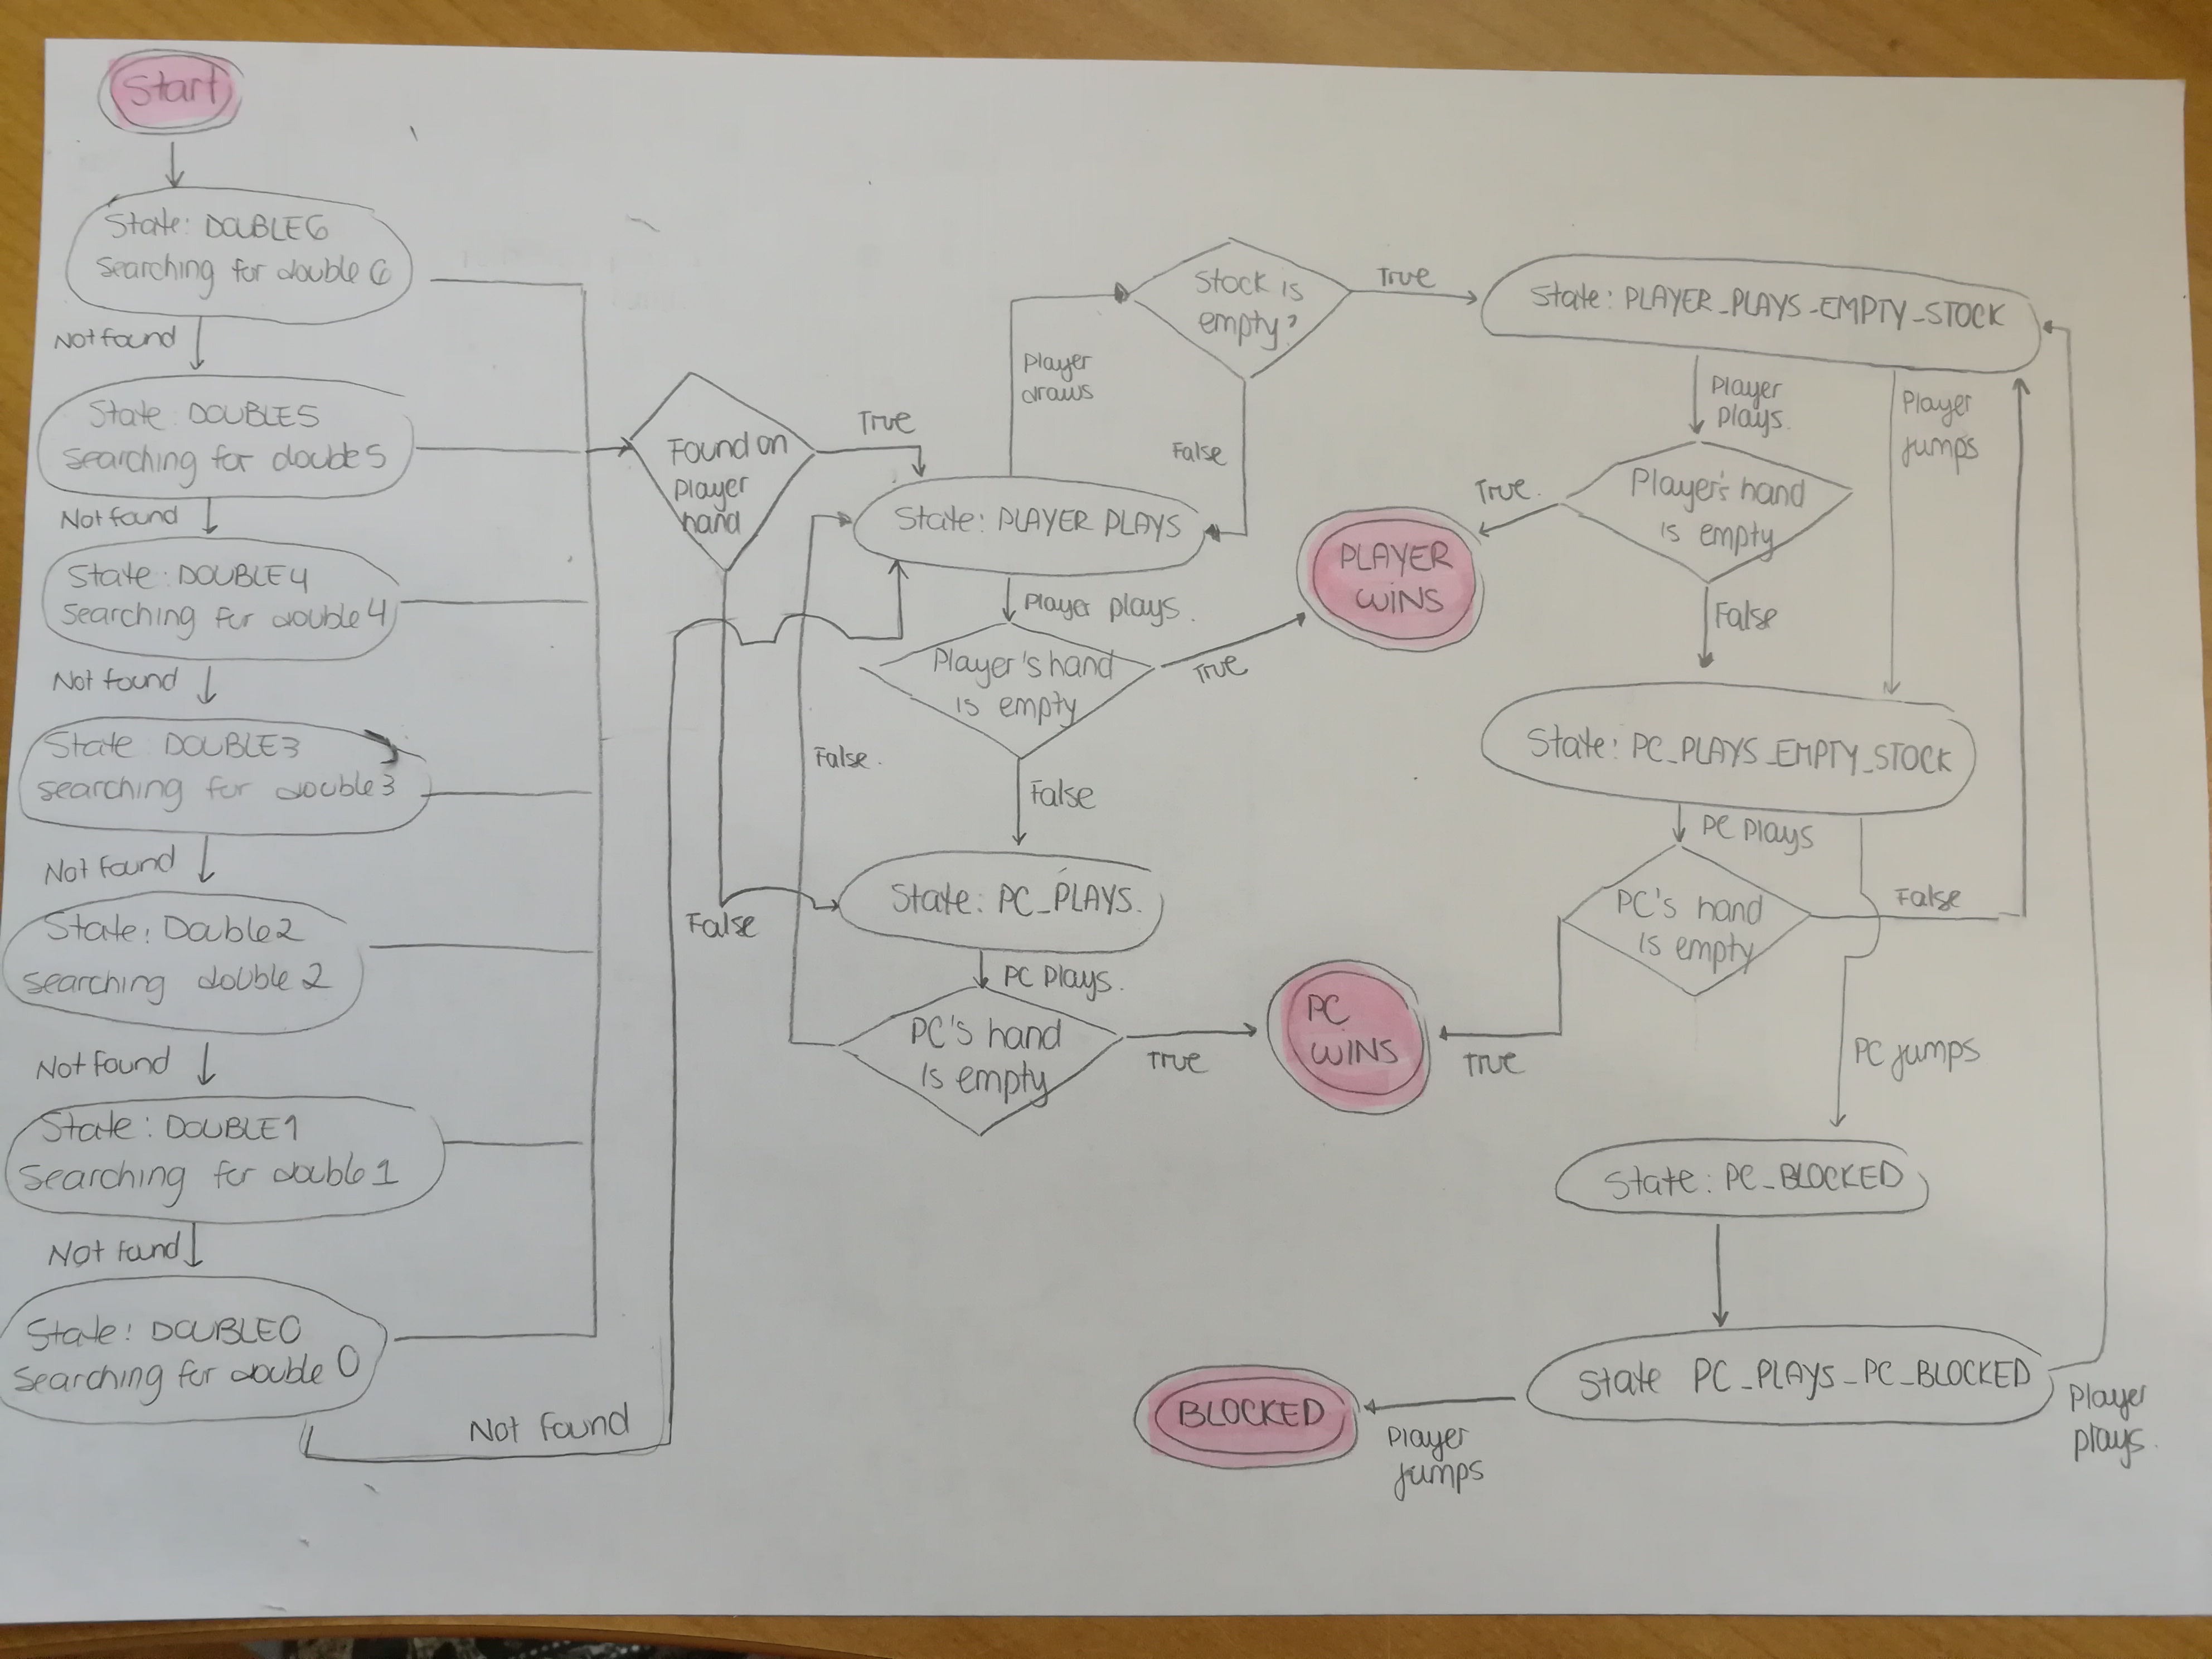 Start
State: DOUBLE6
Searching for double 6
Not found
State: DOUBLE5
Searching for double 5
Not found
State: DOUBLE4
Searching for double 4
Not found
State: DOUBLE3
Searching for double 3
Not found
State: Double2
Searching double 2
Not found
State: DOUBLE1
Searching for double 1
Not found
State: DOUBLE0
Searching for double 0
Not found
Found on
player
hand
True
False
State: PLAYER PLAYS
Player
draws
Stock is
empty?
True
False
Player plays.
Player's hand
is empty
True
False
False.
State: PC_PLAYS.
PC Plays.
PC's hand
is empty
True
PLAYER
WINS
PC
WINS
State: PLAYER_PLAYS_EMPTY_STOCK
Player
plays.
Player
jumps
Player's hand
is empty
True.
False
State: PC_PLAYS_EMPTY_STOCK
PC Plays
PC's hand
is empty
False
True
PC jumps
State: PC_BLOCKED
State PC_PLAYS_PC_BLOCKED
Player
plays.
Player
jumps
BLOCKED